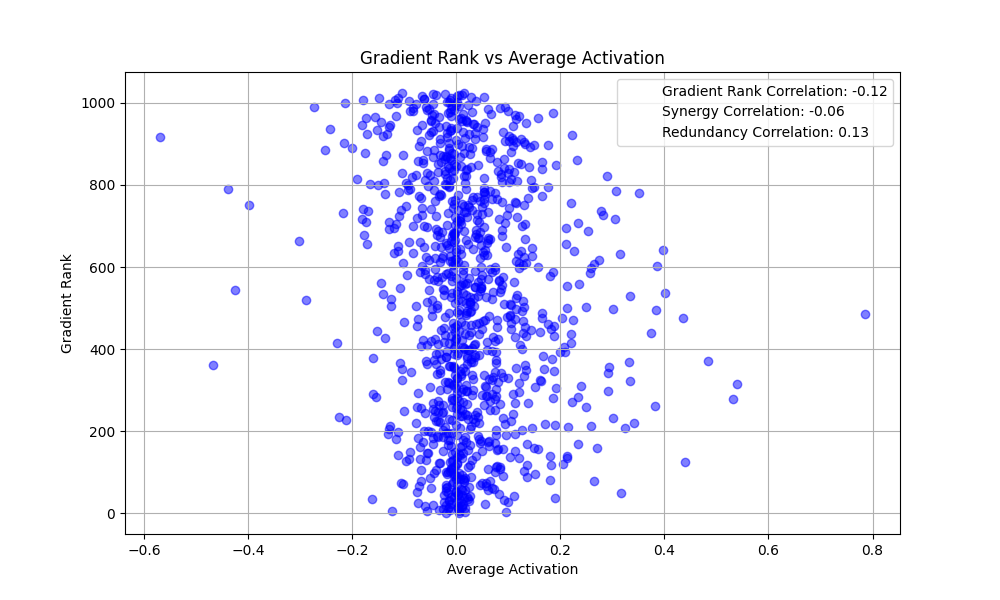 Gradient Rank vs Average Activation
Gradient Rank Correlation: -0.12
Synergy Correlation: -0.06
Redundancy Correlation: 0.13
Gradient Rank
1000
800
600
400
200
0
−0.6 −0.4 −0.2 0.0 0.2 0.4 0.6 0.8
Average Activation